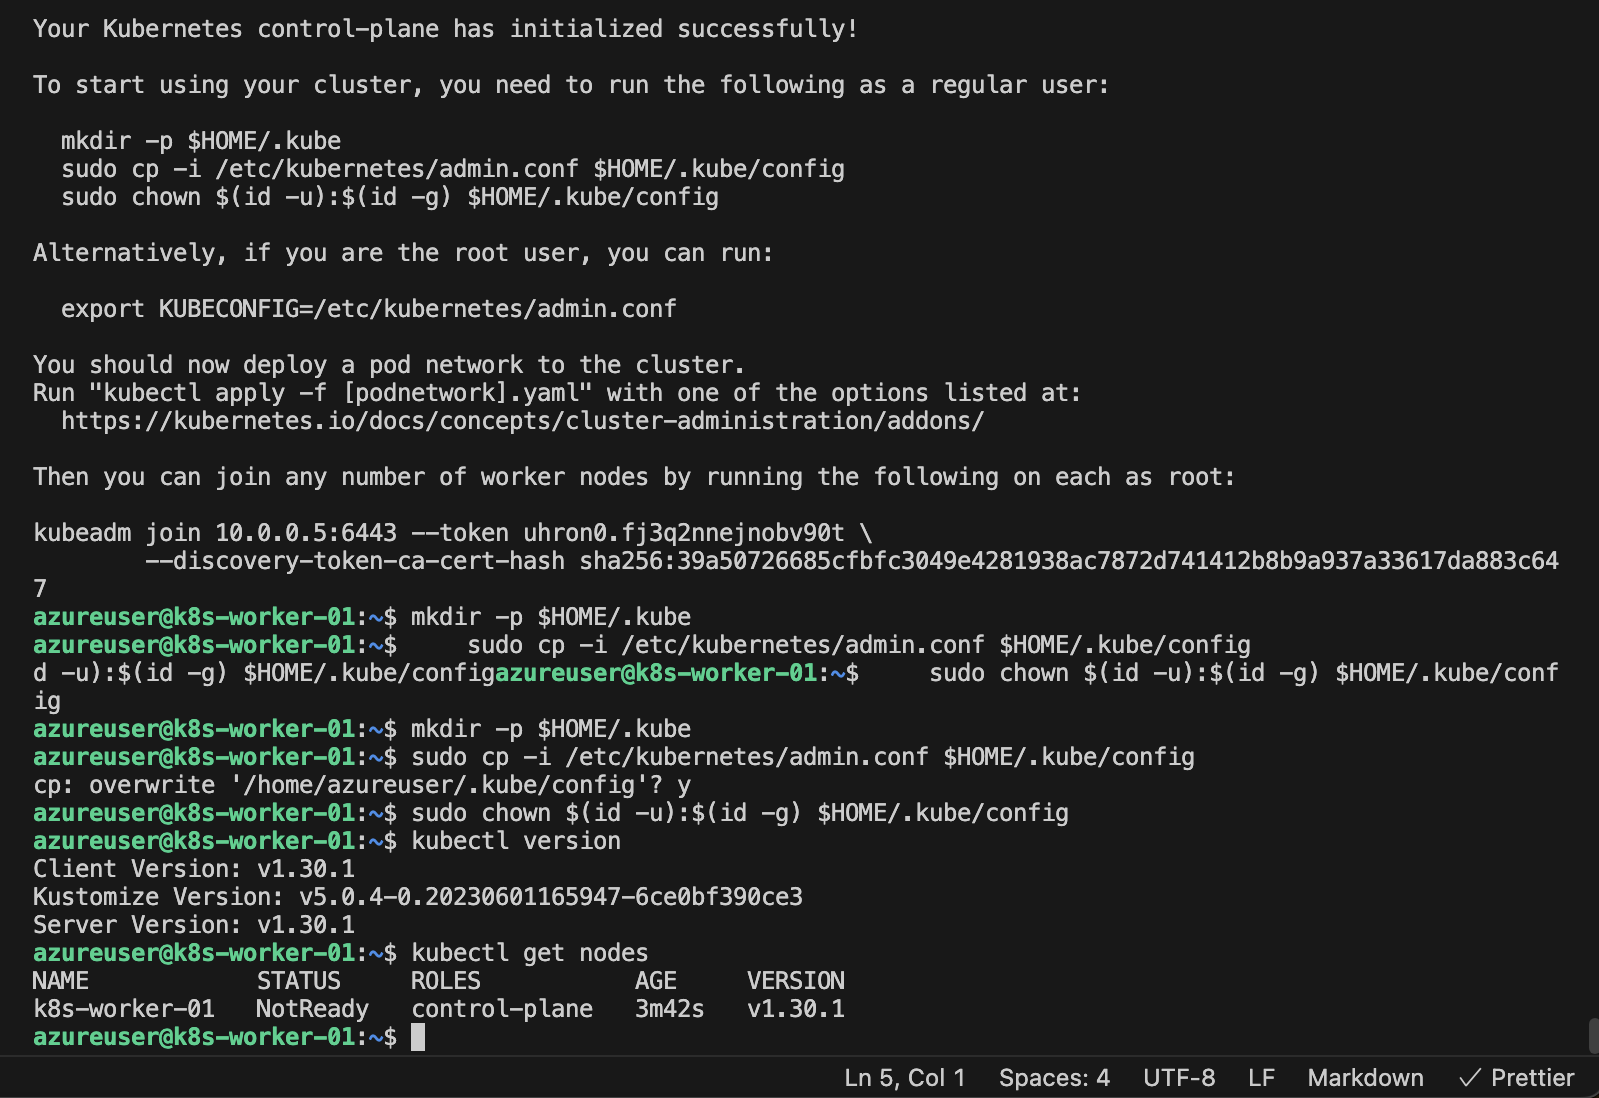 Your Kubernetes control-plane has initialized successfully!
To start using your cluster, you need to run the following as a regular user:
mkdir -p $HOME/.kube
sudo cp -i /etc/kubernetes/admin.conf $HOME/.kube/config
sudo chown $(id -u):$(id -g) $HOME/.kube/config
Alternatively, if you are the root user, you can run:
export KUBECONFIG=/etc/kubernetes/admin.conf
You should now deploy a pod network to the cluster.
Run "kubectl apply -f [podnetwork].yaml" with one of the options listed at:
https://kubernetes.io/docs/concepts/cluster-administration/addons/
Then you can join any number of worker nodes by running the following on each as root:
kubeadm join 10.0.0.5:6443 --token uhron0.fj3q2nnejnobv90t \
--discovery-token-ca-cert-hash sha256:39a50726685cfbfc3049e4281938ac7872d741412b8b9a937a33617da883c64
7
azureuser@k8s-worker-01:~$ mkdir -p $HOME/.kube
azureuser@k8s-worker-01:~$     sudo cp -i /etc/kubernetes/admin.conf $HOME/.kube/config
d -u):$(id -g) $HOME/.kube/configazureuser@k8s-worker-01:~$     sudo chown $(id -u):$(id -g) $HOME/.kube/conf
ig
azureuser@k8s-worker-01:~$ mkdir -p $HOME/.kube
azureuser@k8s-worker-01:~$ sudo cp -i /etc/kubernetes/admin.conf $HOME/.kube/config
cp: overwrite '/home/azureuser/.kube/config'? y
azureuser@k8s-worker-01:~$ sudo chown $(id -u):$(id -g) $HOME/.kube/config
azureuser@k8s-worker-01:~$ kubectl version
Client Version: v1.30.1
Kustomize Version: v5.0.4-0.20230601165947-6ce0bf390ce3
Server Version: v1.30.1
azureuser@k8s-worker-01:~$ kubectl get nodes
NAME            STATUS     ROLES           AGE     VERSION
k8s-worker-01   NotReady   control-plane   3m42s   v1.30.1
azureuser@k8s-worker-01:~$
Ln 5, Col 1 Spaces: 4 UTF-8 LF Markdown ✓ Prettier